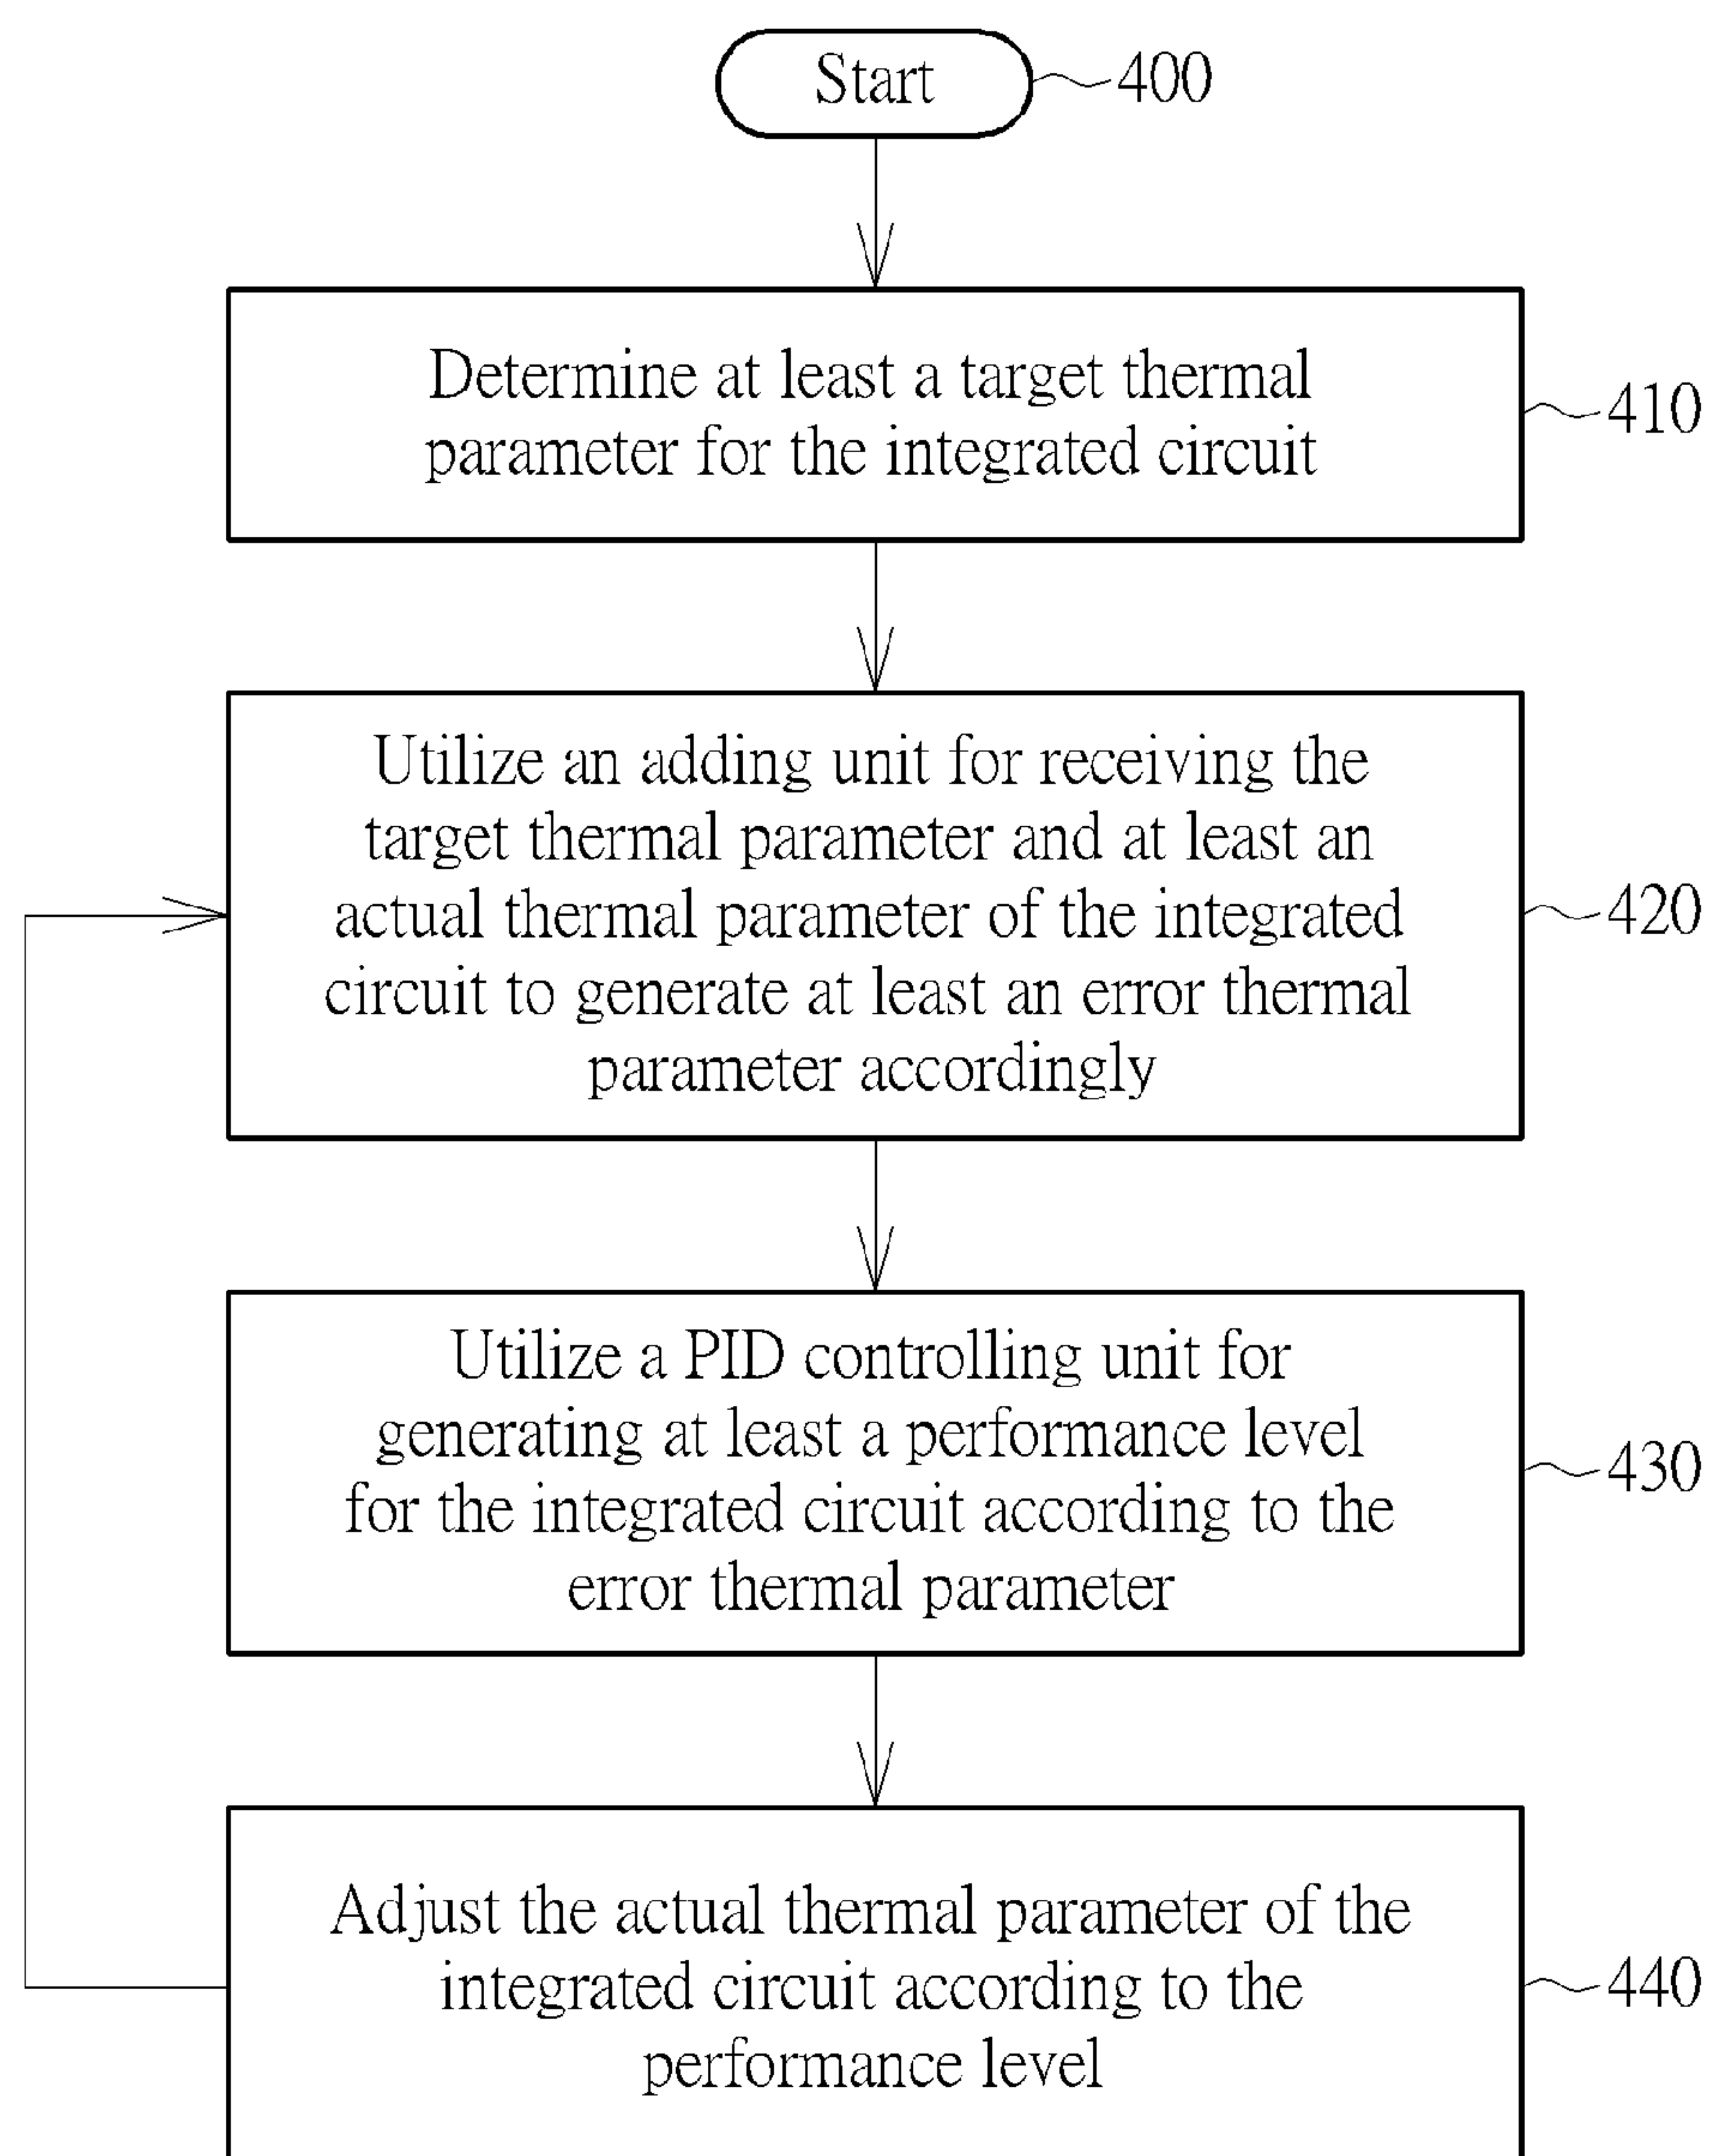 Start
400
Determine at least a target thermal
parameter for the integrated circuit
410
Utilize an adding unit for receiving the
target thermal parameter and at least an
actual thermal parameter of the integrated
circuit to generate at least an error thermal
parameter accordingly
420
Utilize a PID controlling unit for
generating at least a performance level
for the integrated circuit according to the
error thermal parameter
430
Adjust the actual thermal parameter of the
integrated circuit according to the
performance level
440